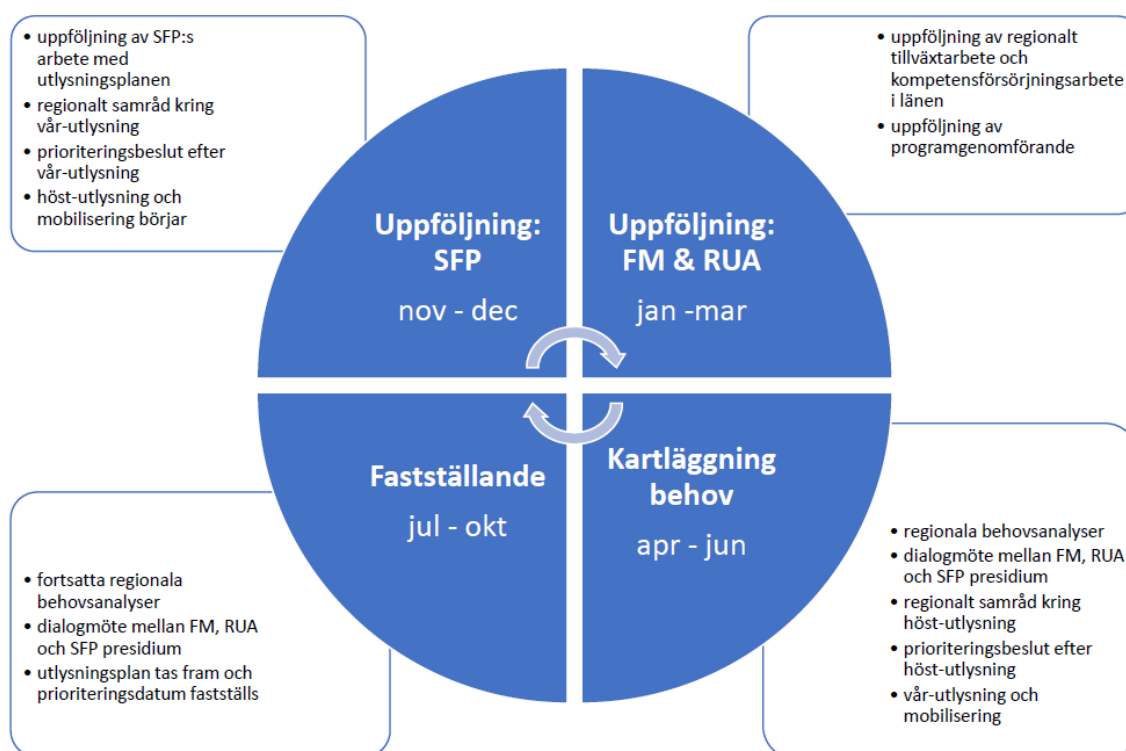 • uppföljning av SFP:s
arbete med
utlysningsplanen
• regionalt samråd kring
vår-utlysning
• prioriteringsbeslut efter
vår-utlysning
• höst-utlysning och
mobilisering börjar
• uppföljning av regionalt
tillväxtarbete och
kompetensförsörjningsarbete
i länen
• uppföljning av
programgenomförande
Uppföljning:
SFP
nov - dec
Uppföljning:
FM & RUA
jan -mar
Fastställande
jul - okt
Kartläggning
behov
apr - jun
• fortsatta regionala
behovsanalyser
• dialogmöte mellan FM, RUA
och SFP presidium
• utlysningsplan tas fram och
prioriteringsdatum fastställs
• regionala behovsanalyser
• dialogmöte mellan FM, RUA
och SFP presidium
• regionalt samråd kring
höst-utlysning
• prioriteringsbeslut efter
höst-utlysning
• vår-utlysning och
mobilisering